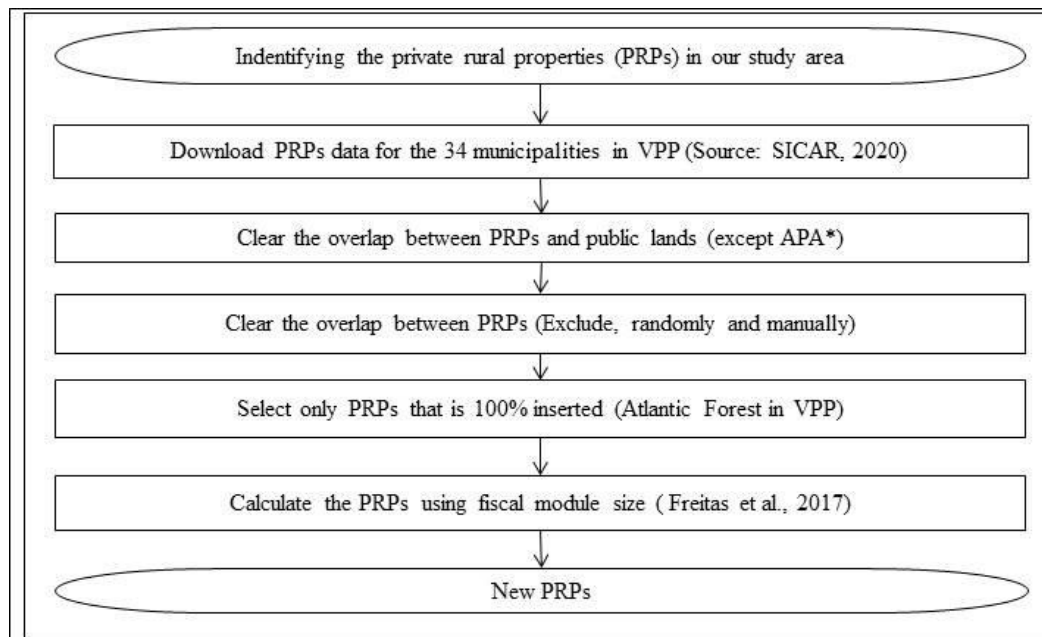 Indentifying the private rural properties (PRPs) in our study area
Download PRPs data for the 34 municipalities in VPP (Source: SICAR, 2020)
Clear the overlap between PRPs and public lands (except APA*)
Clear the overlap between PRPs (Exclude, randomly and manually)
Select only PRPs that is 100% inserted (Atlantic Forest in VPP)
Calculate the PRPs using fiscal module size ( Freitas et al., 2017)
New PRPs